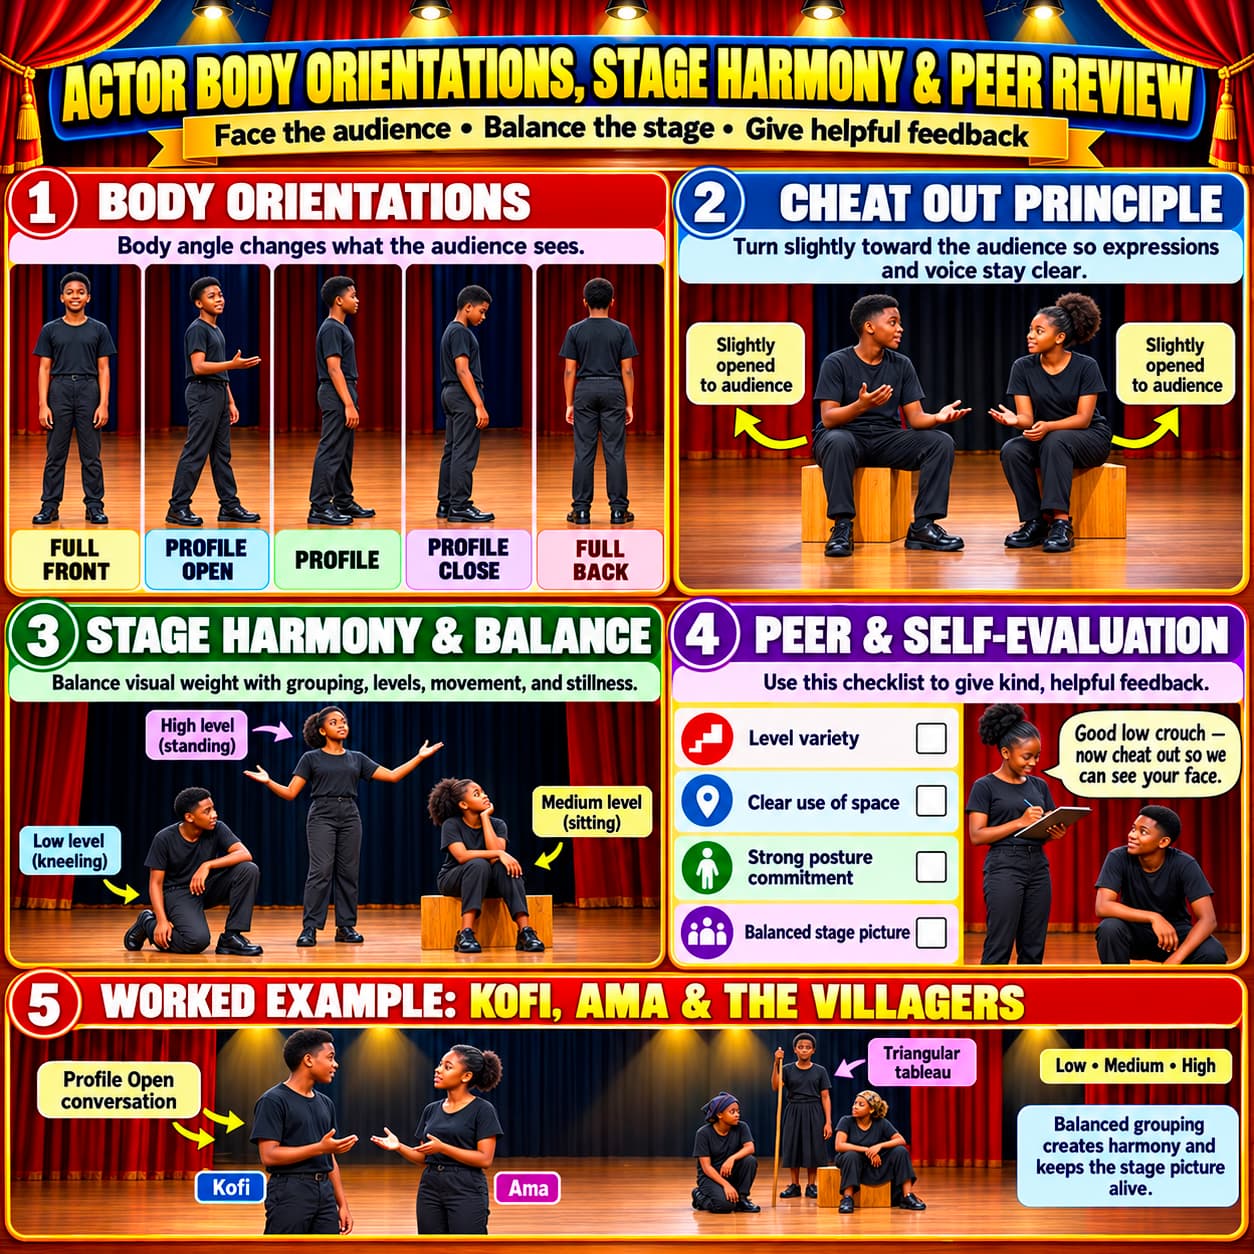 ACTOR BODY ORIENTATIONS, STAGE HARMONY & PEER REVIEW
Face the audience • Balance the stage • Give helpful feedback
1 BODY ORIENTATIONS
Body angle changes what the audience sees.
FULL
FRONT
PROFILE
OPEN
PROFILE
PROFILE
CLOSE
FULL
BACK
2 CHEAT OUT PRINCIPLE
Turn slightly toward the audience so expressions
and voice stay clear.
Slightly
opened
to audience
Slightly
opened
to audience
3 STAGE HARMONY & BALANCE
Balance visual weight with grouping, levels, movement, and stillness.
High level
(standing)
Low level
(kneeling)
Medium level
(sitting)
4 PEER & SELF-EVALUATION
Use this checklist to give kind, helpful feedback.
Level variety
Clear use of space
Strong posture
commitment
Balanced stage picture
Good low crouch —
now cheat out so we
can see your face.
5 WORKED EXAMPLE: KOFI, AMA & THE VILLAGERS
Profile Open
conversation
Kofi
Ama
Triangular
tableau
Low • Medium • High
Balanced grouping
creates harmony and
keeps the stage picture
alive.